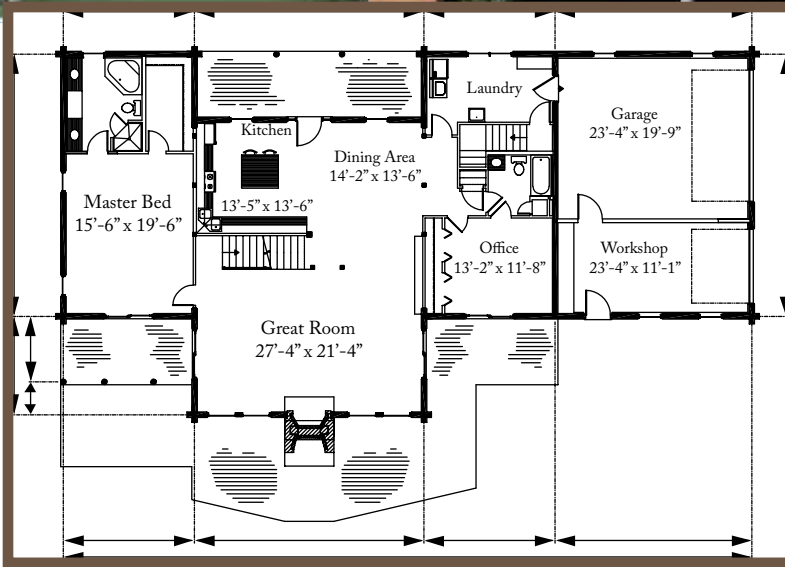 Laundry
Garage
23’-4” x 19’-9”
Kitchen
Dining Area
14’-2” x 13’-6”
Master Bed
15’-6” x 19’-6”
13’-5” x 13’-6”
Office
13’-2” x 11’-8”
Workshop
23’-4” x 11’-1”
Great Room
27’-4” x 21’-4”